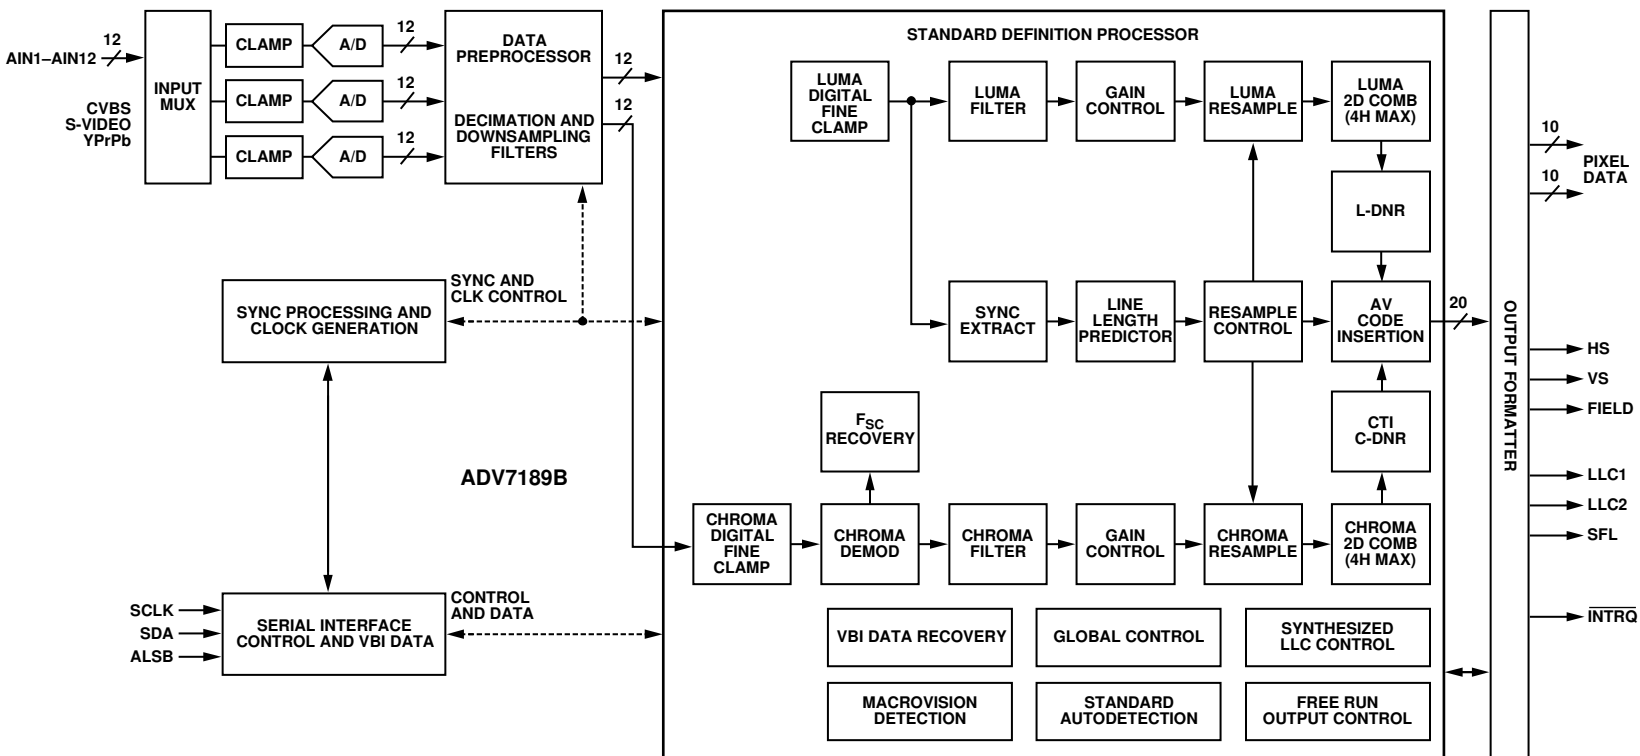 AIN1–AIN12
12
CVBS
S-VIDEO
YPrPb
INPUT
MUX
CLAMP
A/D
12
CLAMP
A/D
12
CLAMP
A/D
12
DATA
PREPROCESSOR
DECIMATION AND
DOWNSAMPLING
FILTERS
12
12
SYNC PROCESSING AND
CLOCK GENERATION
SYNC AND
CLK CONTROL
ADV7189B
SCLK
SDA
ALSB
SERIAL INTERFACE
CONTROL AND VBI DATA
CONTROL
AND DATA
STANDARD DEFINITION PROCESSOR
LUMA
DIGITAL
FINE
CLAMP
LUMA
FILTER
GAIN
CONTROL
LUMA
RESAMPLE
LUMA
2D COMB
(4H MAX)
L-DNR
SYNC
EXTRACT
LINE
LENGTH
PREDICTOR
RESAMPLE
CONTROL
AV
CODE
INSERTION
20
FSC
RECOVERY
CTI
C-DNR
CHROMA
DIGITAL
FINE
CLAMP
CHROMA
DEMOD
CHROMA
FILTER
GAIN
CONTROL
CHROMA
RESAMPLE
CHROMA
2D COMB
(4H MAX)
VBI DATA RECOVERY
GLOBAL CONTROL
SYNTHESIZED
LLC CONTROL
MACROVISION
DETECTION
STANDARD
AUTODETECTION
FREE RUN
OUTPUT CONTROL
OUTPUT FORMATTER
10
10
PIXEL
DATA
HS
VS
FIELD
LLC1
LLC2
SFL
INTRQ